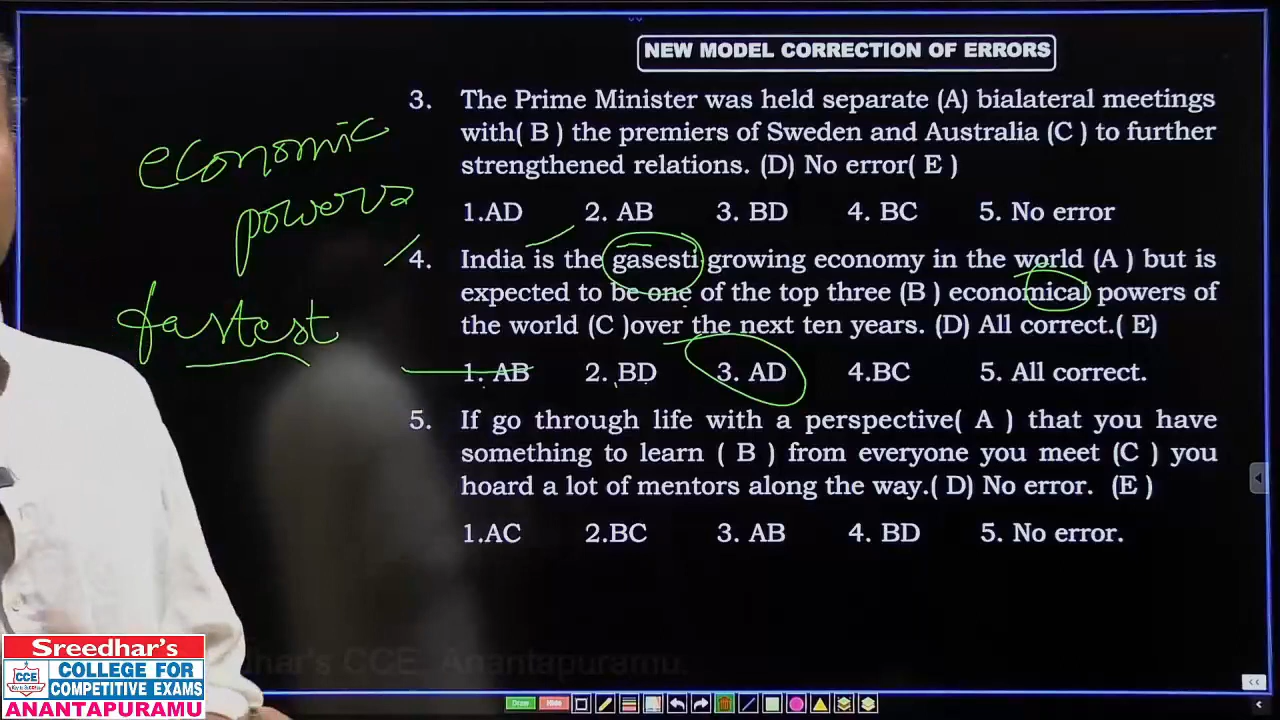 NEW MODEL CORRECTION OF ERRORS
3. The Prime Minister was held separate (A) bialateral meetings
with( B ) the premiers of Sweden and Australia (C ) to further
strengthened relations. (D) No error( E )
1.AD 2. AB 3. BD 4. BC 5. No error
economic
powers
4. India is the gasesti growing economy in the world (A ) but is
expected to be one of the top three (B ) economical powers of
the world (C )over the next ten years. (D) All correct.( E)
fastest
1. AB 2. BD 3. AD 4.BC 5. All correct.
5. If go through life with a perspective( A ) that you have
something to learn ( B ) from everyone you meet (C ) you
hoard a lot of mentors along the way.( D) No error. (E )
1.AC 2.BC 3. AB 4. BD 5. No error.
Sreedhar's
CCE
COLLEGE FOR
COMPETITIVE EXAMS
ANANTAPURAMU
dhar's CCE, Anantapuramu.
Draw Hide